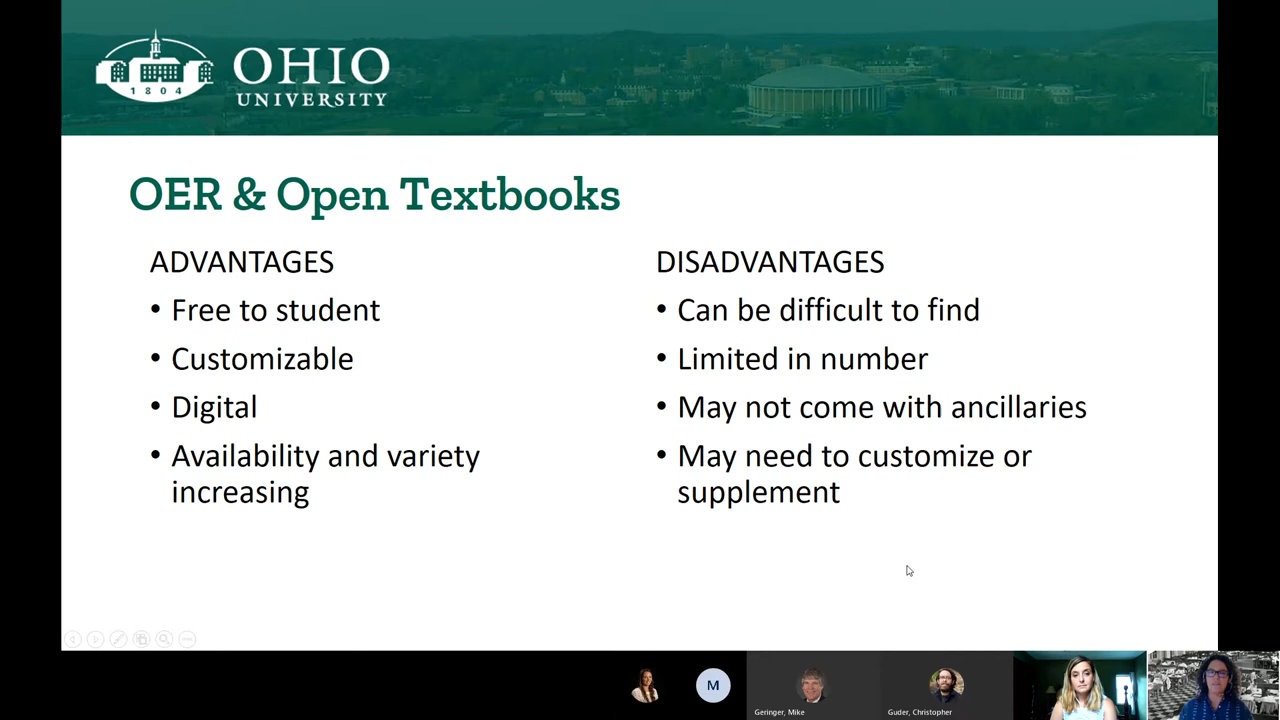 1804
OHIO
UNIVERSITY
OER & Open Textbooks
ADVANTAGES
• Free to student
• Customizable
• Digital
• Availability and variety
increasing
DISADVANTAGES
• Can be difficult to find
• Limited in number
• May not come with ancillaries
• May need to customize or
supplement
M
Geringer, Mike
Guder, Christopher